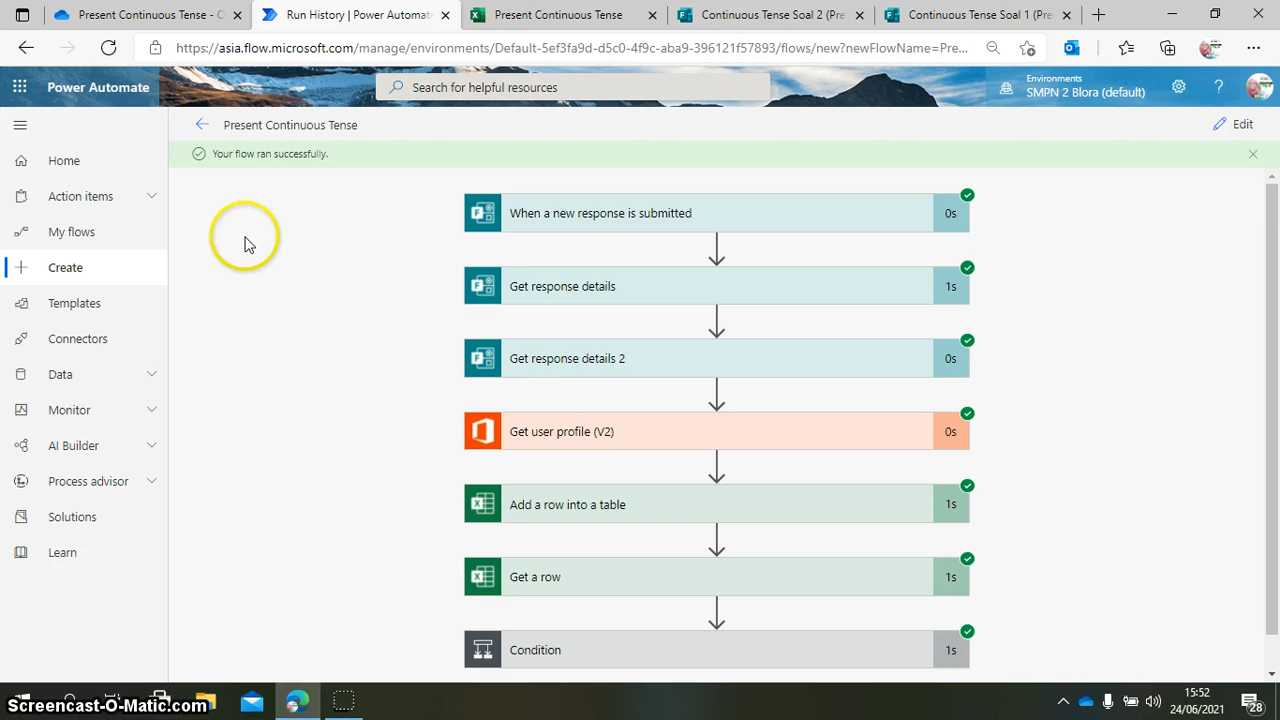 Present Continuous Tense - C
Run History | Power Automate
Present Continuous Tense
Continuous Tense Soal 2 (Pre
Continuous Tense Soal 1 (Pre
https://asia.flow.microsoft.com/manage/environments/Default-5ef3fa9d-d5c0-4f9c-aba9-396121f57893/flows/new?newFlowName=Pre...
Power Automate
Search for helpful resources
Environments
SMPN 2 Blora (default)
Present Continuous Tense
Edit
Your flow ran successfully.
Home
Action items
My flows
Create
Templates
Connectors
Data
Monitor
AI Builder
Process advisor
Solutions
Learn
When a new response is submitted 0s
Get response details 1s
Get response details 2 0s
Get user profile (V2) 0s
Add a row into a table 1s
Get a row 1s
Condition 1s
Screencast-O-Matic.com
15:52
24/06/2021
28